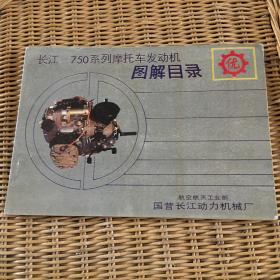 长江 750系列摩托车发动机
图解目录
优
航空航天工业部
国营长江动力机械厂